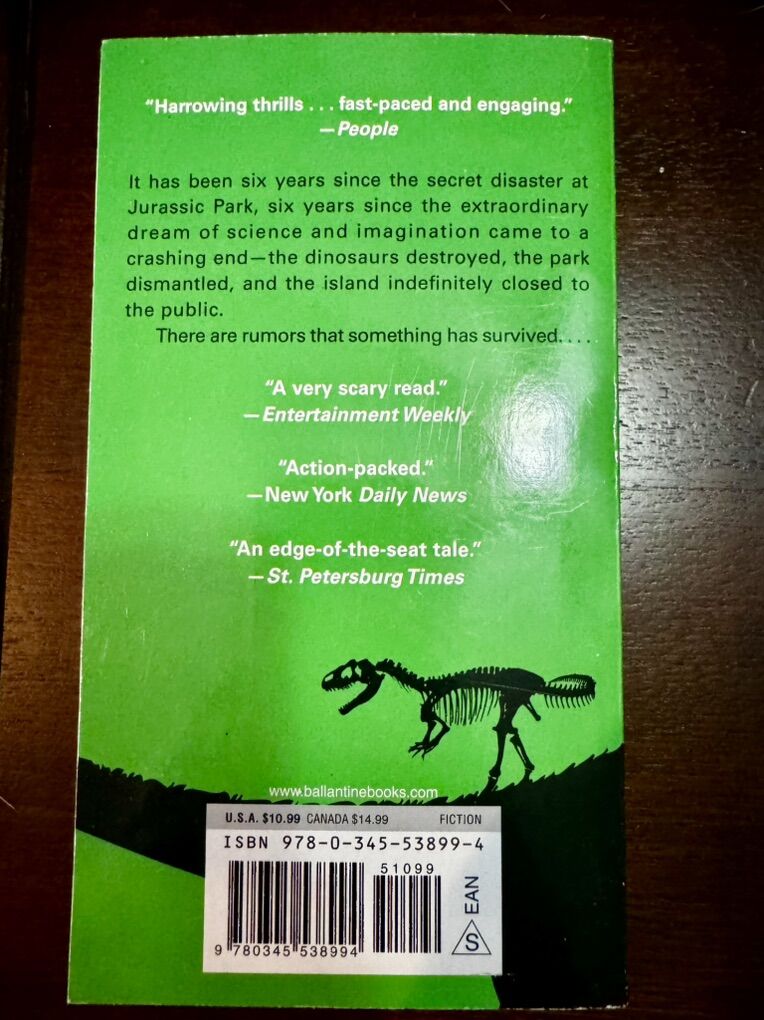 “Harrowing thrills . . . fast-paced and engaging.”
—People
It has been six years since the secret disaster at
Jurassic Park, six years since the extraordinary
dream of science and imagination came to a
crashing end—the dinosaurs destroyed, the park
dismantled, and the island indefinitely closed to
the public.
There are rumors that something has survived. . . .
“A very scary read.”
—Entertainment Weekly
“Action-packed.”
—New York Daily News
“An edge-of-the-seat tale.”
—St. Petersburg Times
www.ballantinebooks.com
U.S.A. $10.99 CANADA $14.99 FICTION
ISBN 978-0-345-53899-4
51099
9 780345 538994
EAN
S